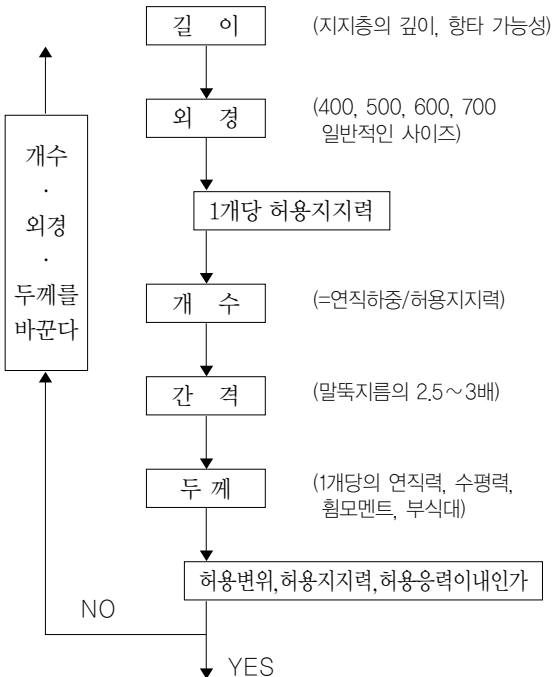 길 이
(지지층의 깊이, 항타 가능성)
외 경
(400, 500, 600, 700
일반적인 사이즈)
1개당 허용지지력
개 수
(=연직하중/허용지지력)
간 격
(말뚝지름의 2.5~3배)
두 께
(1개당의 연직력, 수평력,
휨모멘트, 부식대)
허용변위,허용지지력,허용응력이내인가
NO
YES
개수
·
외경
·
두께를
바꾼다